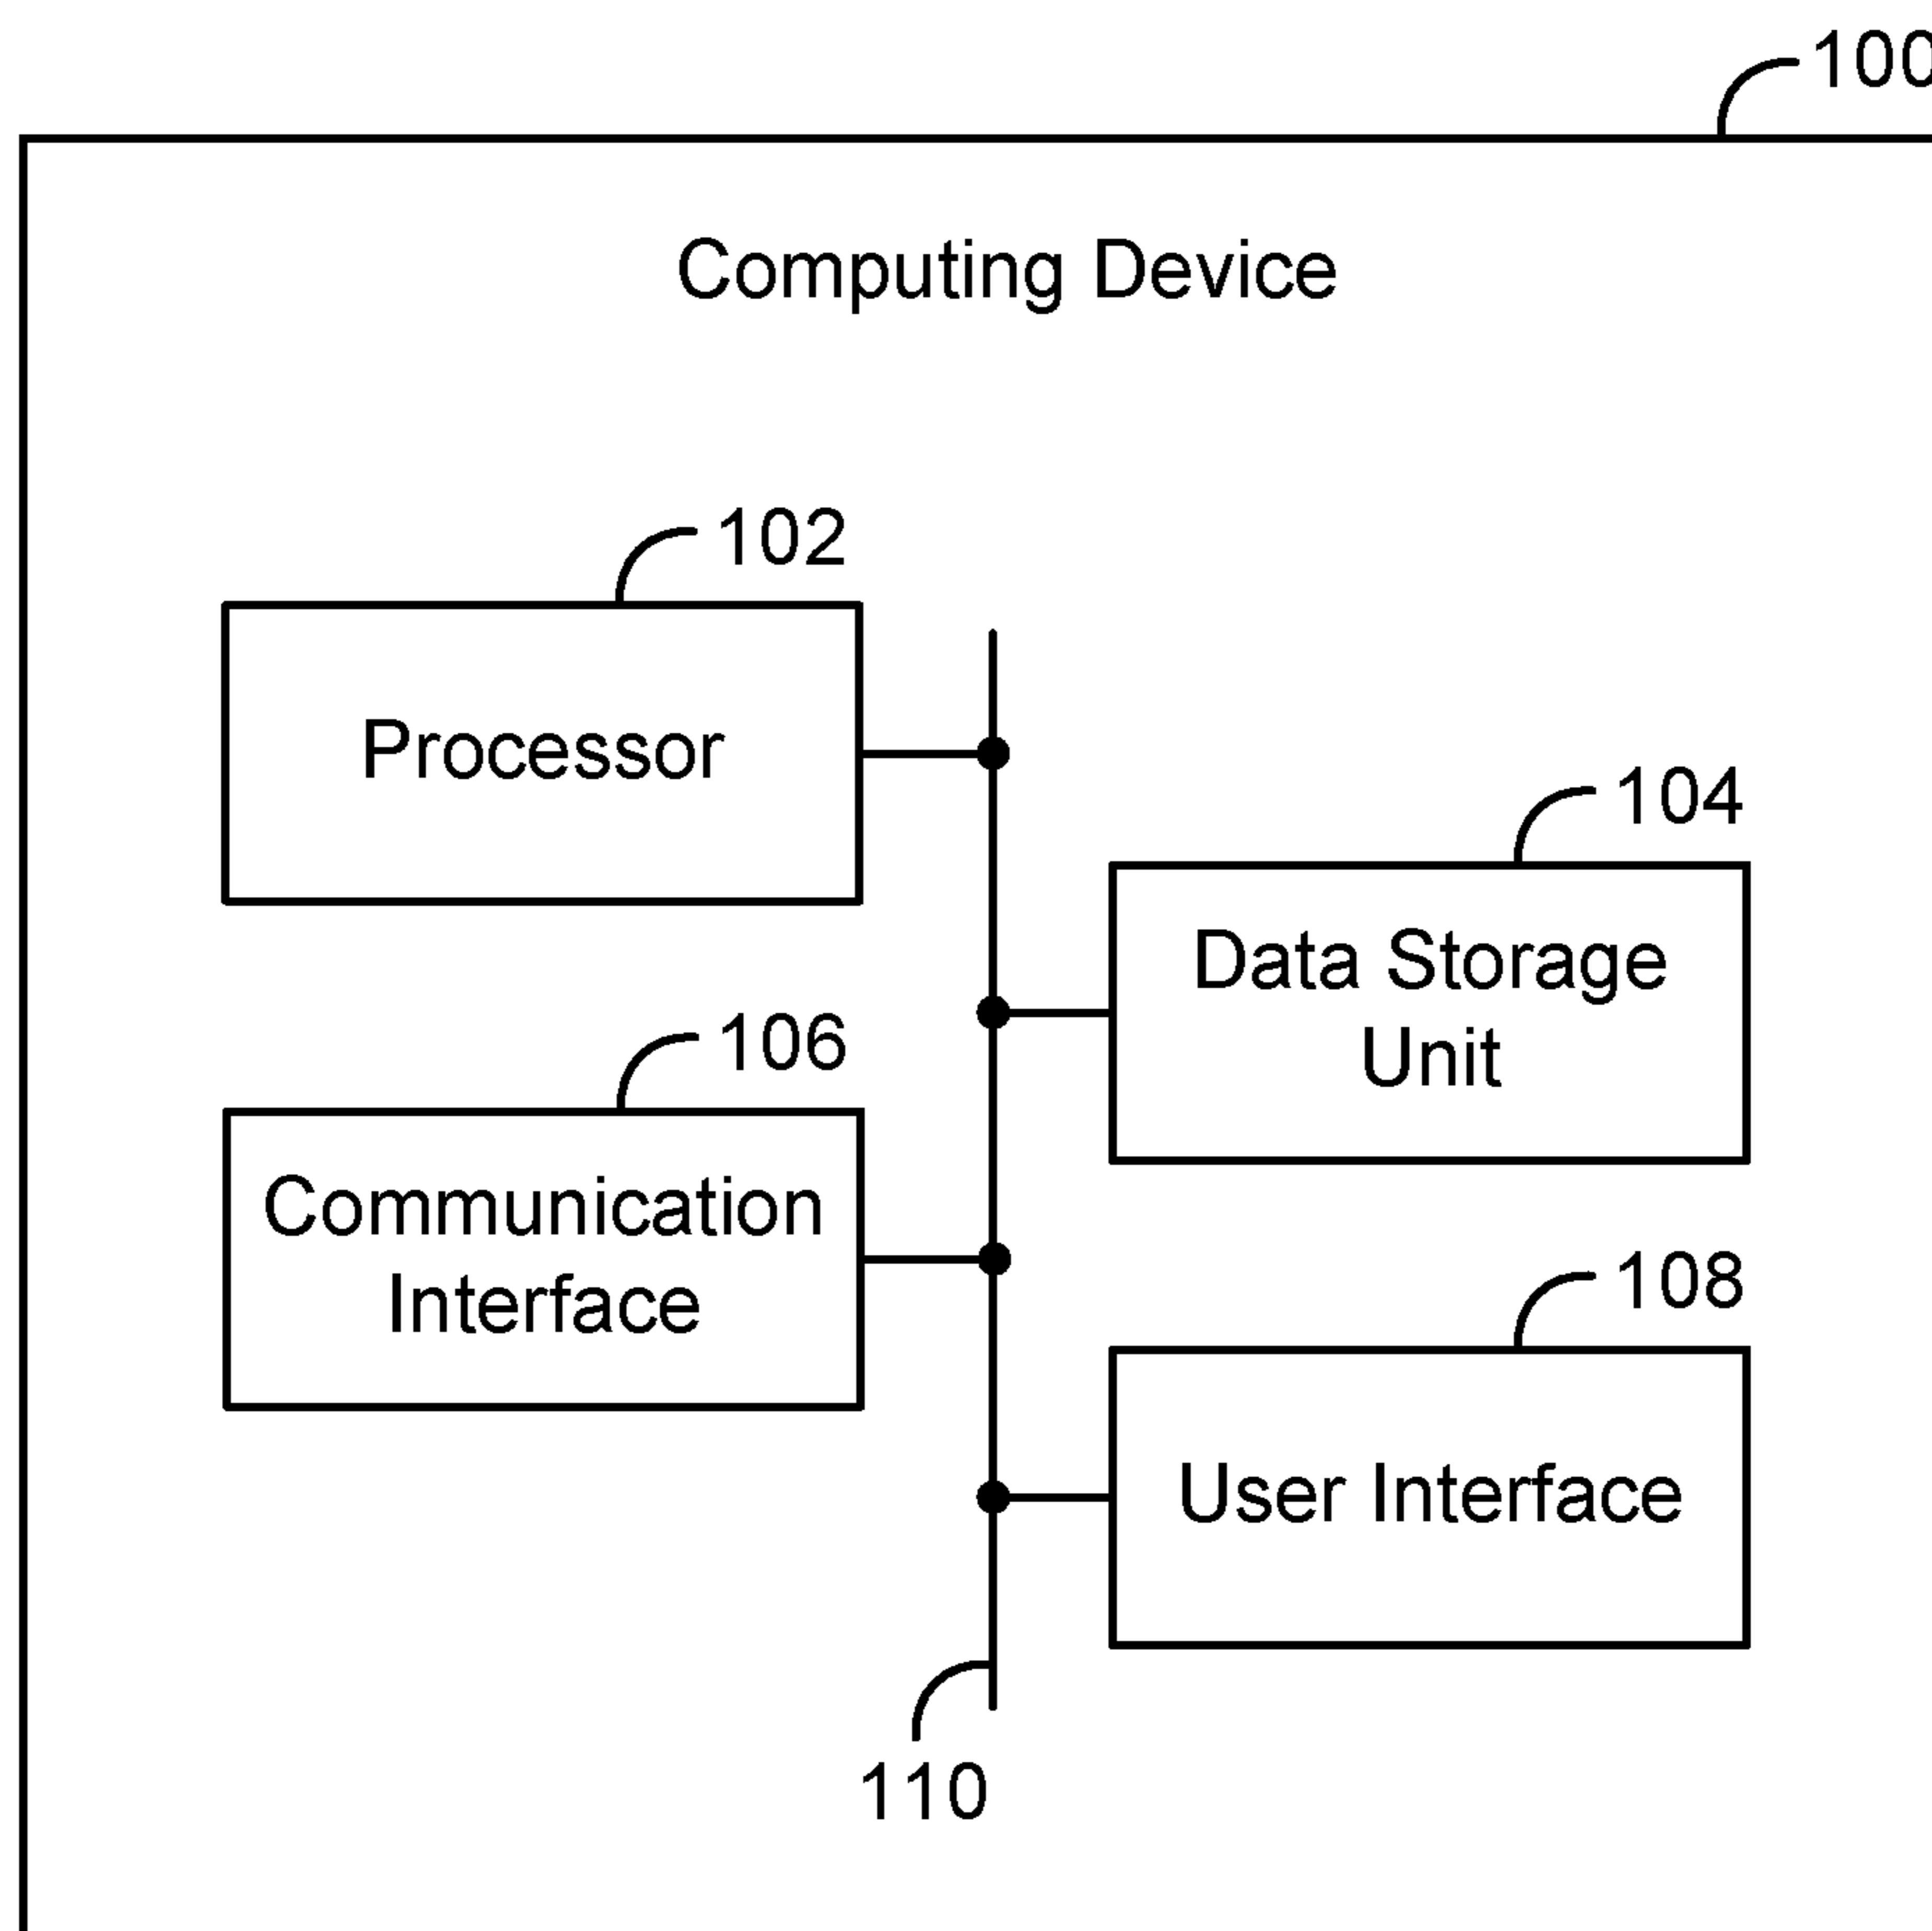 100
Computing Device
102
Processor
104
Data Storage
Unit
106
Communication
Interface
108
User Interface
110